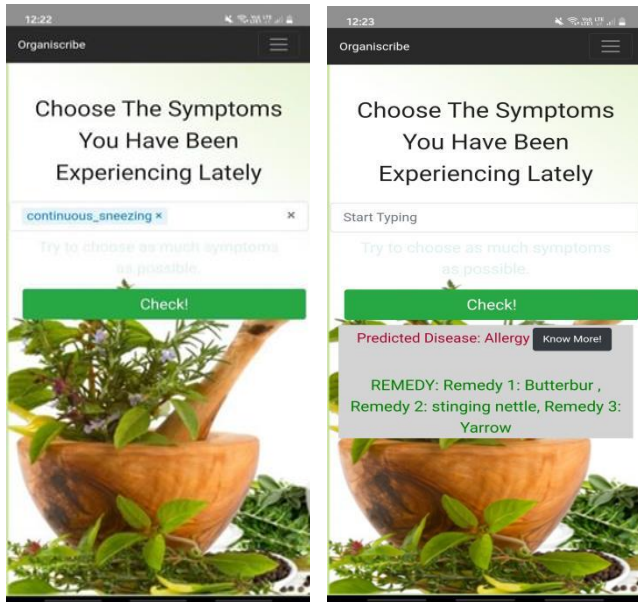 12:22
Organiscribe
Choose The Symptoms
You Have Been
Experiencing Lately
continuous_sneezing × ×
Try to choose as much symptoms
as possible.
Check!
12:23
Organiscribe
Choose The Symptoms
You Have Been
Experiencing Lately
Start Typing
Try to choose as much symptoms
as possible.
Check!
Predicted Disease: Allergy Know More!
REMEDY: Remedy 1: Butterbur ,
Remedy 2: stinging nettle, Remedy 3:
Yarrow